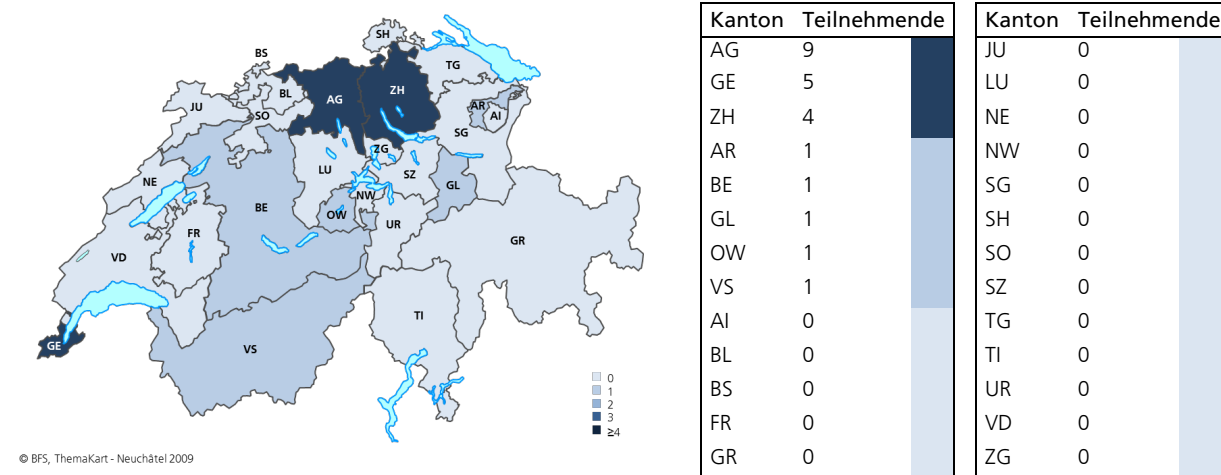 SH
BS
TG
BL
ZH
AG
JU
AR
SO
AI
SG
ZG
LU
SZ
NE
GL
NW
BE
OW
UR
FR
GR
VD
TI
GE
VS
0
1
2
3
≥4
© BFS, ThemaKart - Neuchâtel 2009
Kanton Teilnehmende
AG 9
GE 5
ZH 4
AR 1
BE 1
GL 1
OW 1
VS 1
AI 0
BL 0
BS 0
FR 0
GR 0
Kanton Teilnehmende
JU 0
LU 0
NE 0
NW 0
SG 0
SH 0
SO 0
SZ 0
TG 0
TI 0
UR 0
VD 0
ZG 0